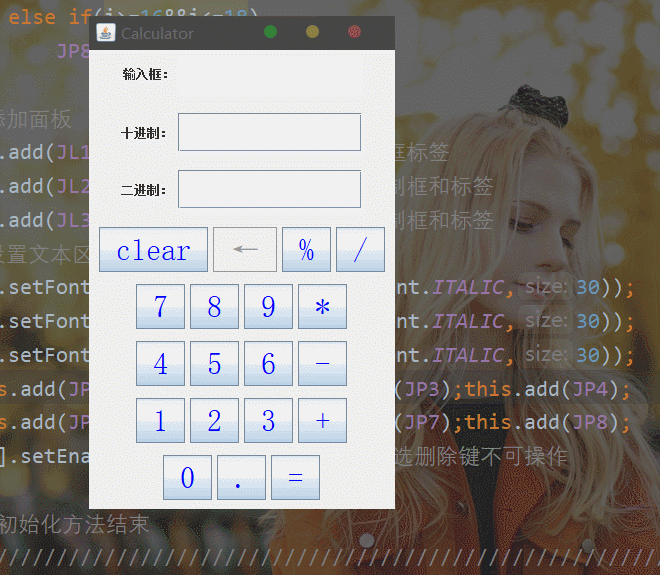 else if(i>=16&&i<=18)
JP8
Calculator
输入框:
添加面板
十进制:
.add(JL1 框标签
.add(JL2 制框和标签
二进制:
.add(JL3 制框和标签
设置文本区
clear ← % /
.setFont nt.ITALIC, size: 30));
7 8 9 *
.setFont nt.ITALIC, size: 30));
.setFont nt.ITALIC, size: 30));
4 5 6 -
s.add(JP (JP3);this.add(JP4);
1 2 3 +
s.add(JP (JP7);this.add(JP8);
].setEna 选删除键不可操作
0 . =
初始化方法结束